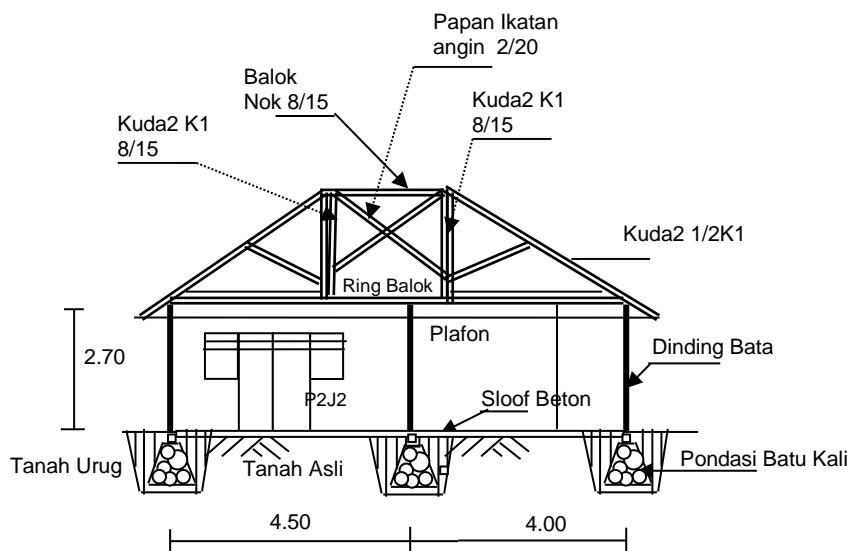 Papan Ikatan
angin 2/20
Balok
Nok 8/15
Kuda2 K1
8/15
Kuda2 K1
8/15
Kuda2 1/2K1
Ring Balok
Plafon
2.70
Dinding Bata
P2J2
Sloof Beton
Tanah Urug
Tanah Asli
Pondasi Batu Kali
4.50
4.00